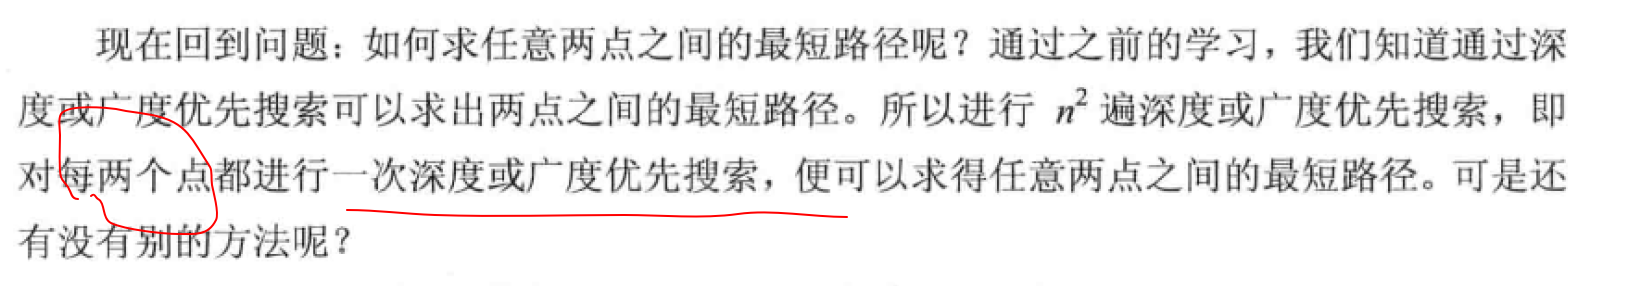 现在回到问题：如何求任意两点之间的最短路径呢？通过之前的学习，我们知道通过深
度或广度优先搜索可以求出两点之间的最短路径。所以进行 n² 遍深度或广度优先搜索，即
对每两个点都进行一次深度或广度优先搜索，便可以求得任意两点之间的最短路径。可是还
有没有别的方法呢？